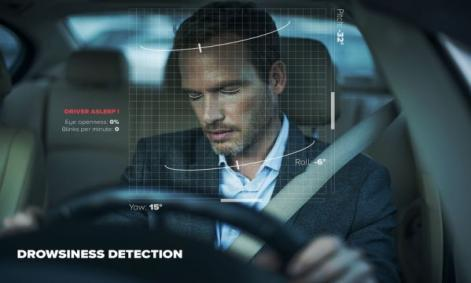 Pitch: -32°
DRIVER ASLEEP !
Eye openness: 0%
Blinks per minute: 0
Roll: -6°
Yaw: 15°
DROWSINESS DETECTION